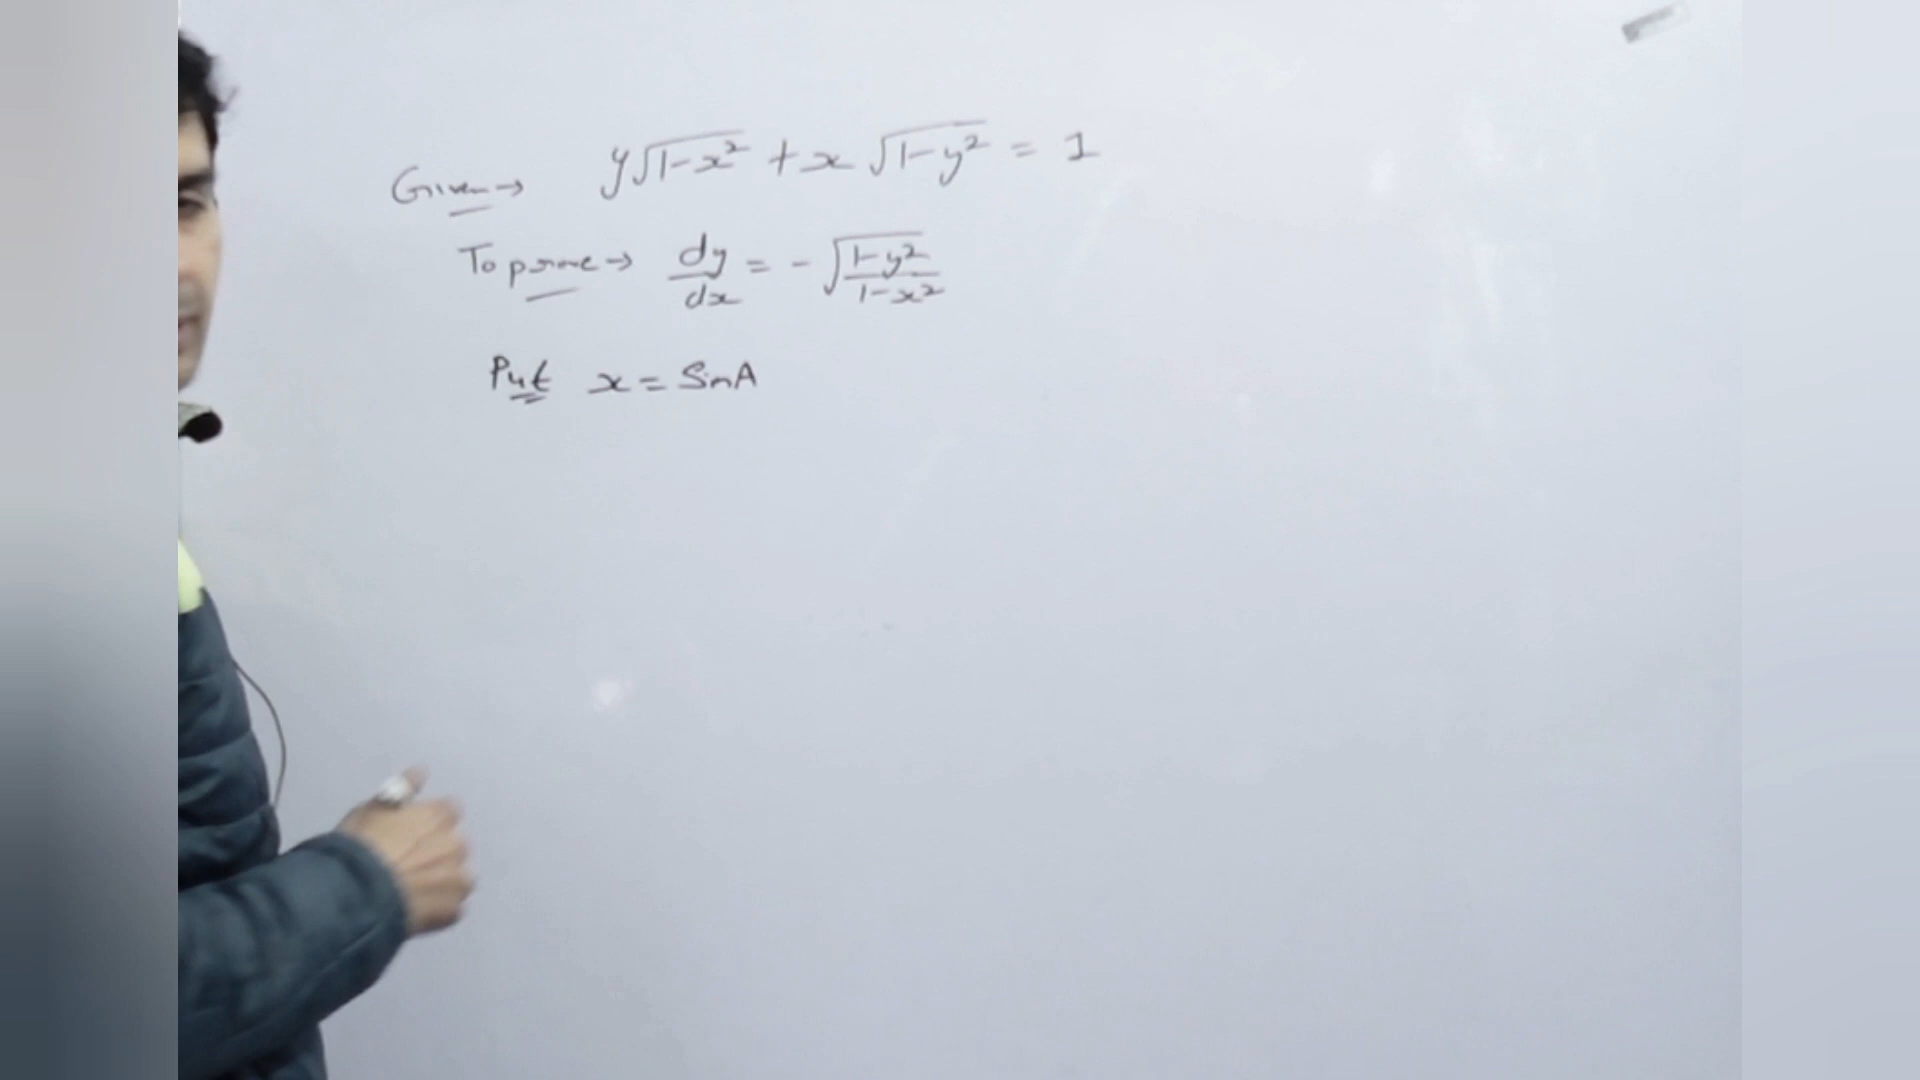 Given → y√(1-x²) + x√(1-y²) = 1
To prove → dy/dx = -√((1-y²)/(1-x²))
Put x = SinA